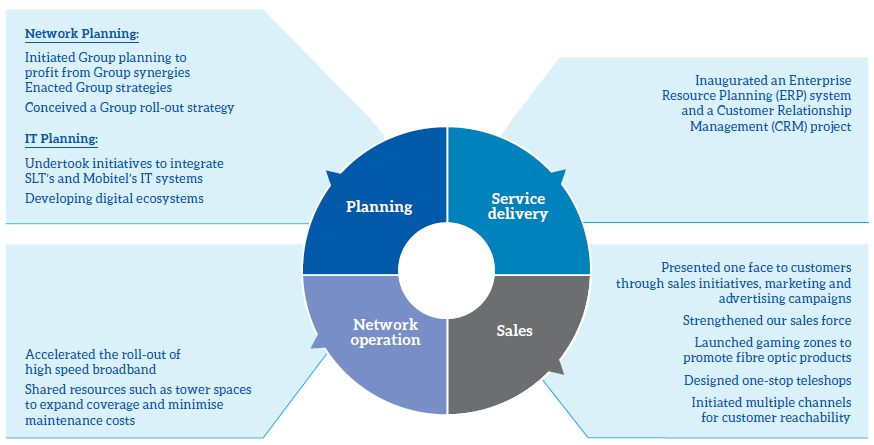 Network Planning:
Initiated Group planning to
profit from Group synergies
Enacted Group strategies
Conceived a Group roll-out strategy
IT Planning:
Undertook initiatives to integrate
SLT's and Mobitel's IT systems
Developing digital ecosystems
Inaugurated an Enterprise
Resource Planning (ERP) system
and a Customer Relationship
Management (CRM) project
Planning
Service
delivery
Network
operation
Sales
Accelerated the roll-out of
high speed broadband
Shared resources such as tower spaces
to expand coverage and minimise
maintenance costs
Presented one face to customers
through sales initiatives, marketing and
advertising campaigns
Strengthened our sales force
Launched gaming zones to
promote fibre optic products
Designed one-stop teleshops
Initiated multiple channels
for customer reachability